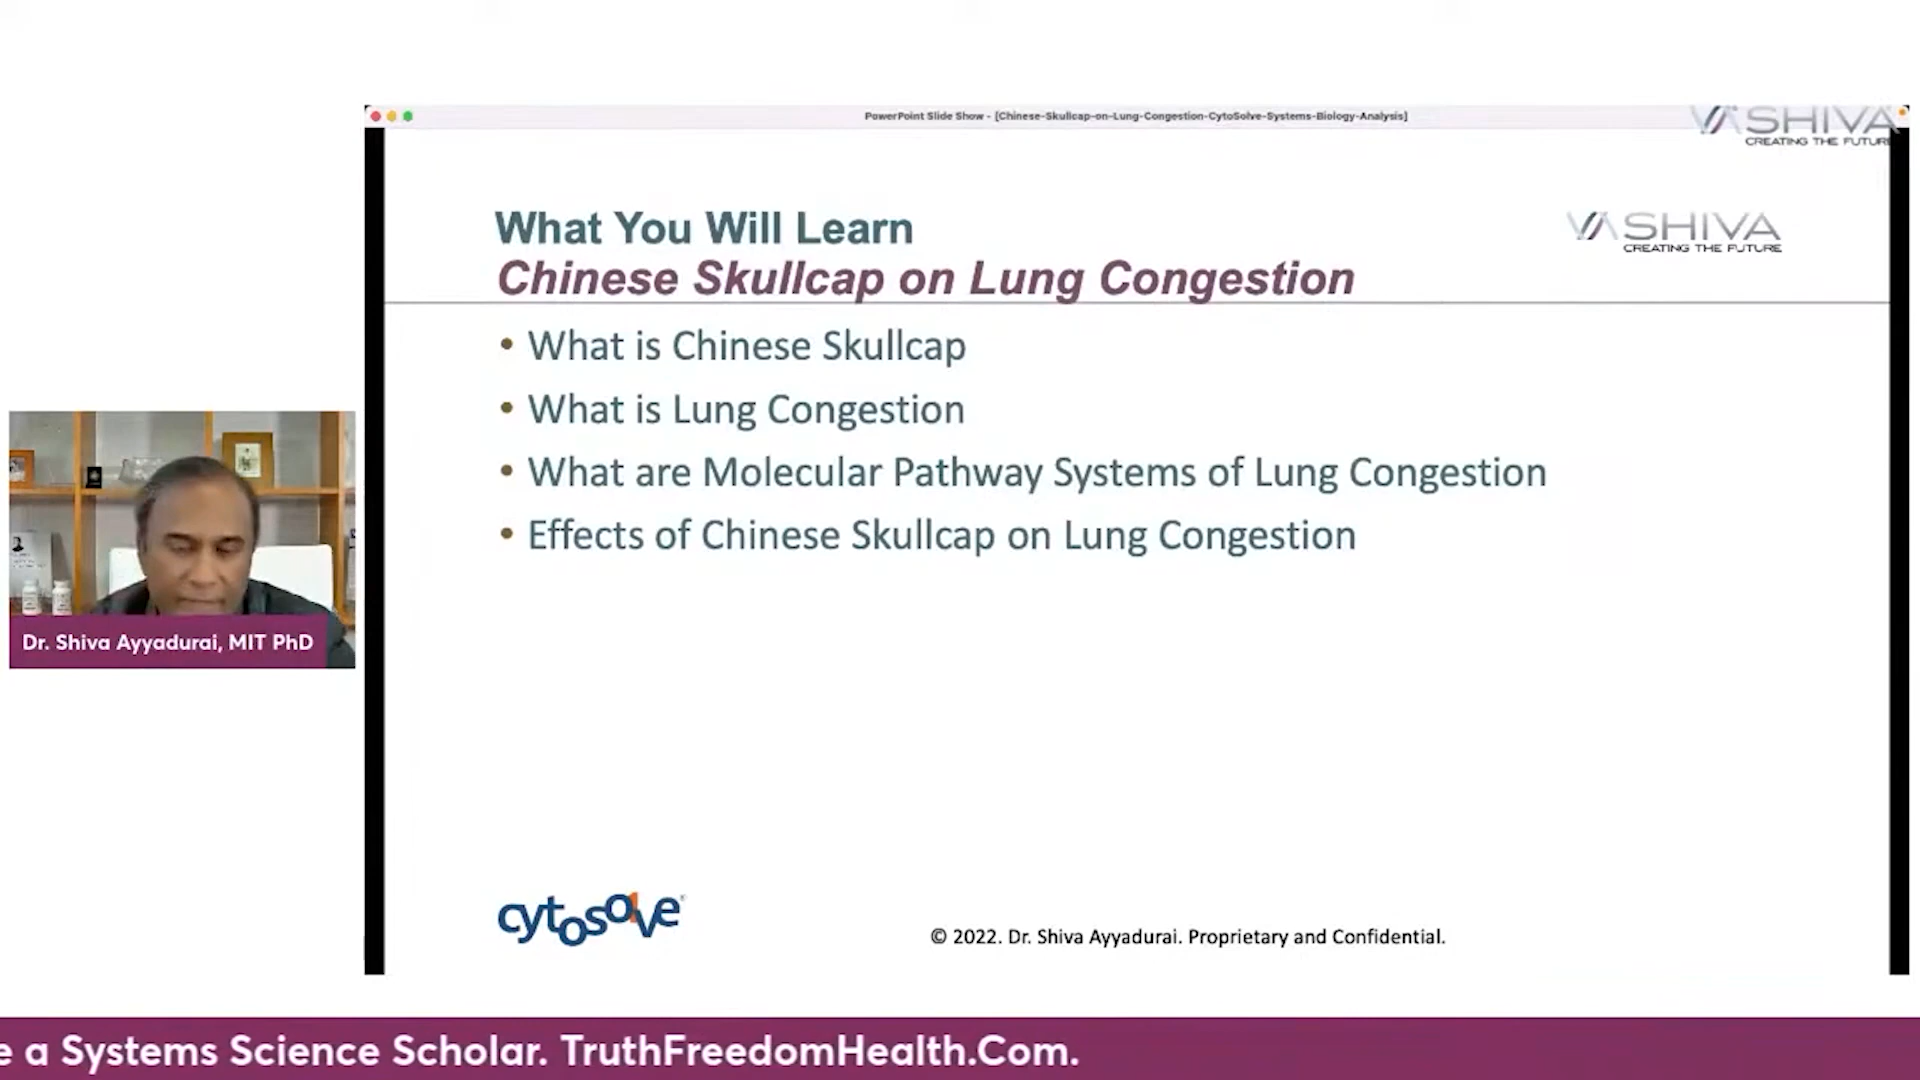 PowerPoint Slide Show - [Chinese-Skullcap-on-Lung-Congestion-CytoSolve-Systems-Biology-Analysis]
VA SHIVA
CREATING THE FUTURE
What You Will Learn
VA SHIVA
CREATING THE FUTURE
Chinese Skullcap on Lung Congestion
• What is Chinese Skullcap
• What is Lung Congestion
• What are Molecular Pathway Systems of Lung Congestion
• Effects of Chinese Skullcap on Lung Congestion
Dr. Shiva Ayyadurai, MIT PhD
cytosolve®
© 2022. Dr. Shiva Ayyadurai. Proprietary and Confidential.
e a Systems Science Scholar. TruthFreedomHealth.Com.